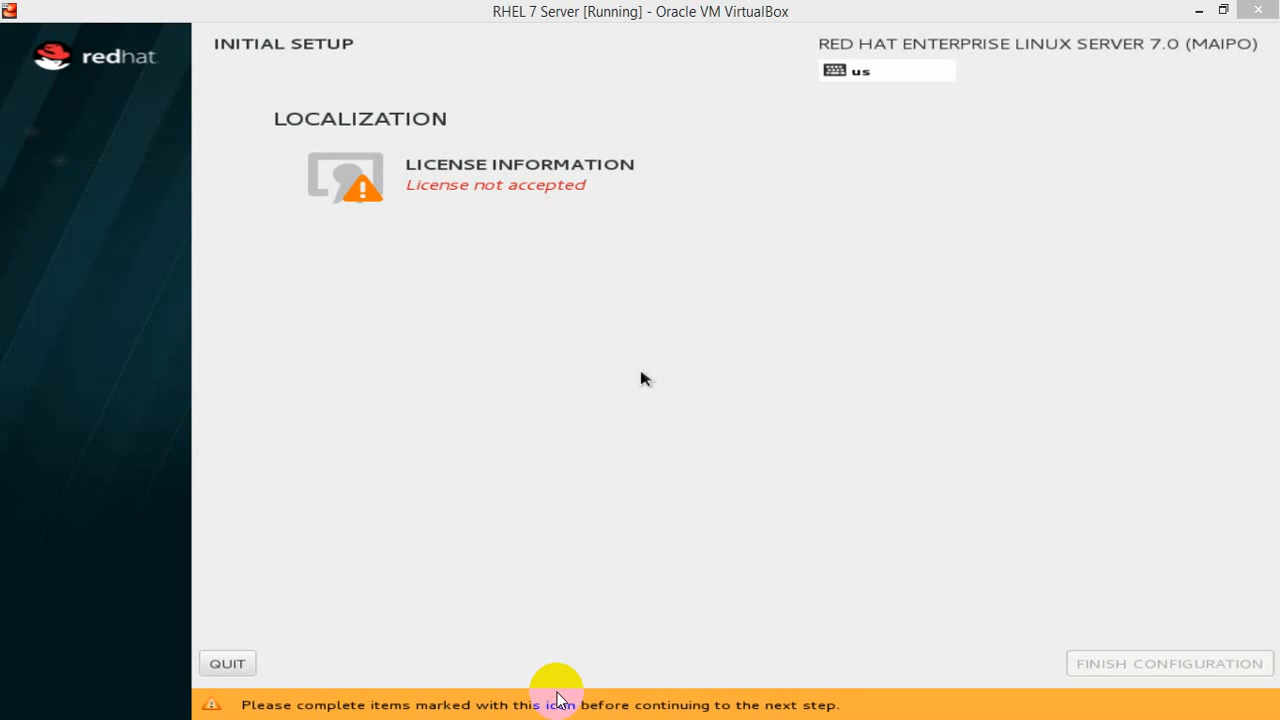 RHEL 7 Server [Running] - Oracle VM VirtualBox
redhat.
INITIAL SETUP
RED HAT ENTERPRISE LINUX SERVER 7.0 (MAIPO)
us
LOCALIZATION
LICENSE INFORMATION
License not accepted
QUIT
FINISH CONFIGURATION
Please complete items marked with this icon before continuing to the next step.